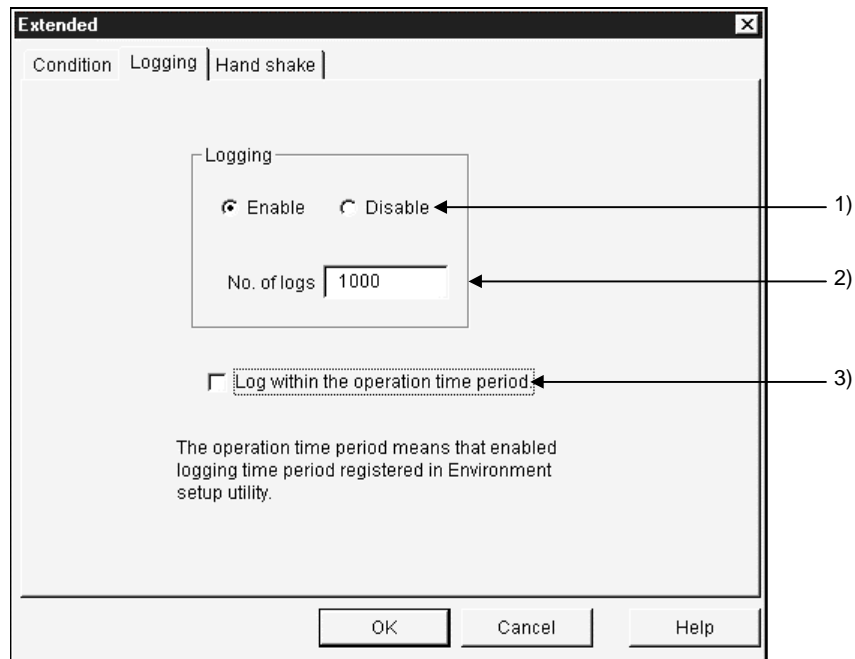 Extended
Condition Logging Hand shake
Logging
Enable Disable 1)
No. of logs 1000 2)
Log within the operation time period. 3)
The operation time period means that enabled
logging time period registered in Environment
setup utility.
OK Cancel Help